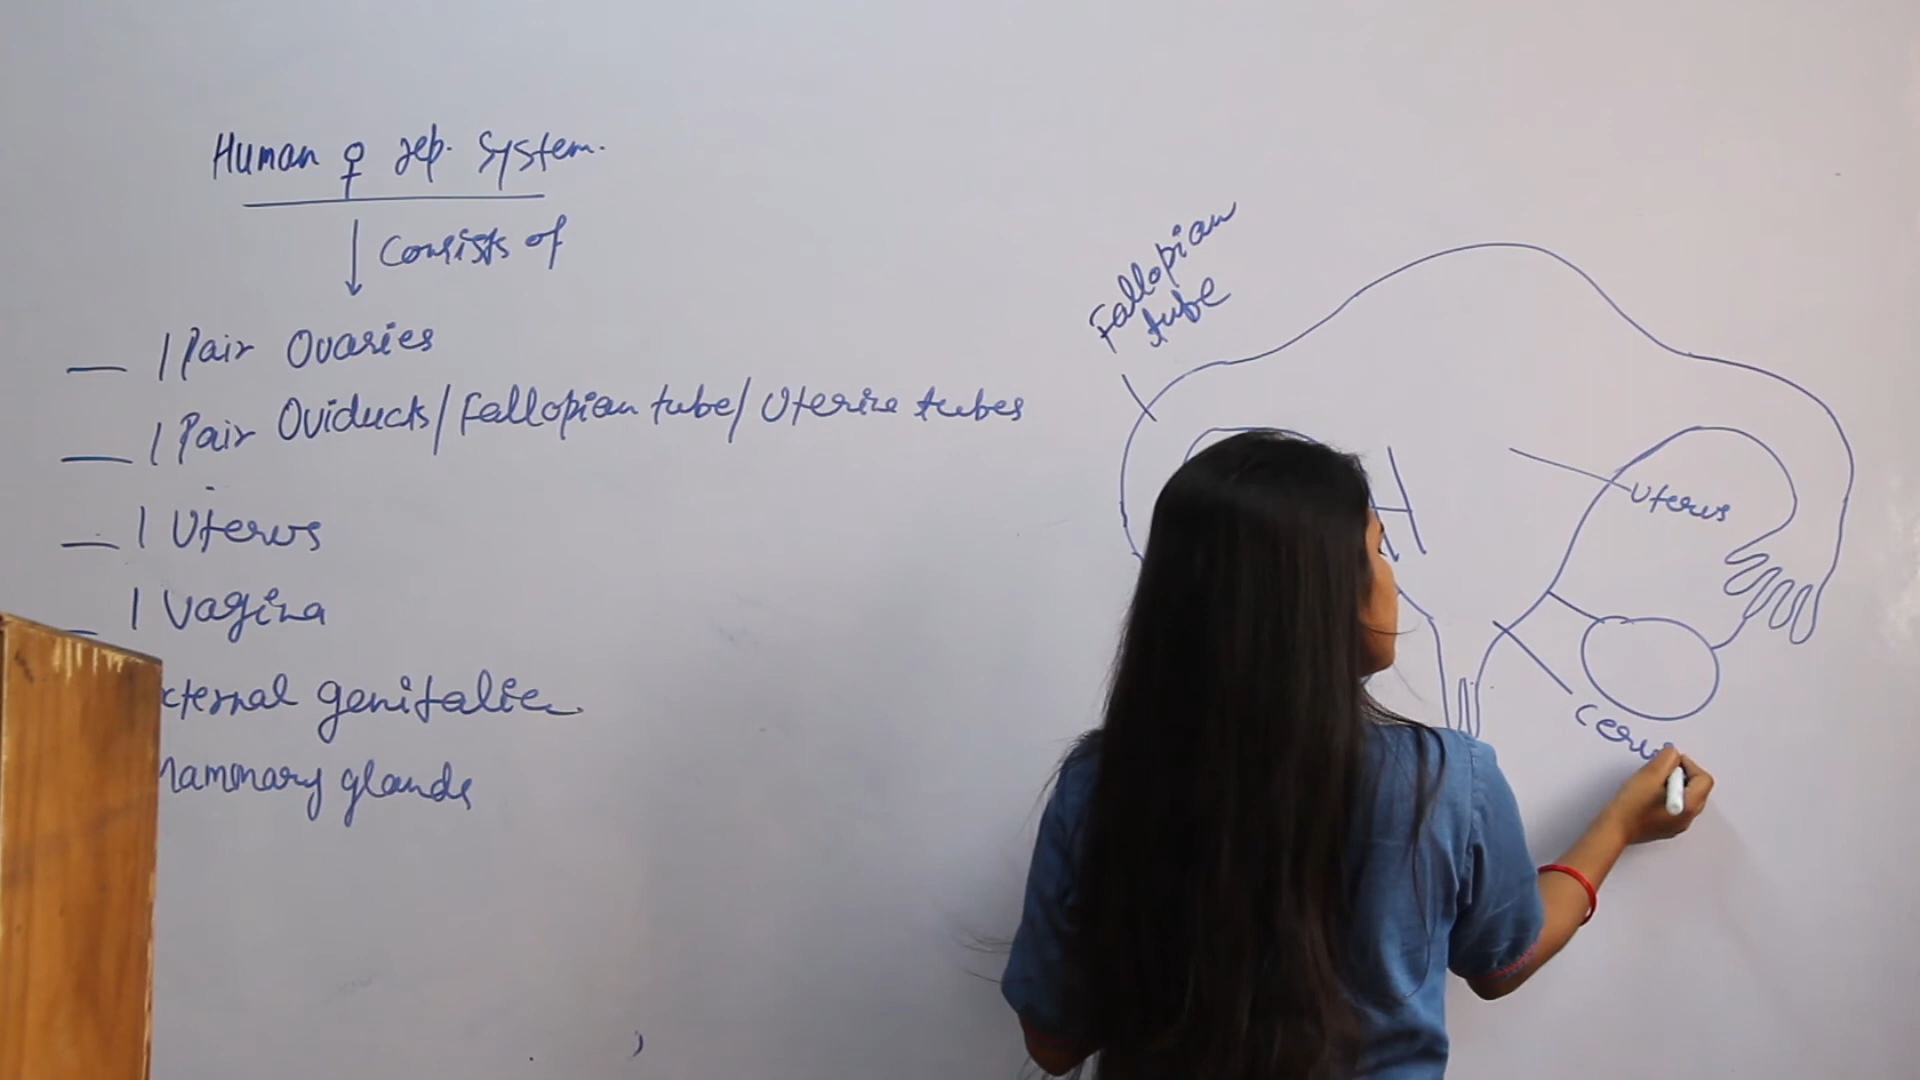 Human ♀ rep. system.
Consists of
— 1 Pair Ovaries
— 1 Pair Oviducts/Fallopian tube/Uterine tubes
— 1 Uterus
— 1 Vagina
xternal genitalia
mammary glands
Fallopian
tube
Uterus
Cerv